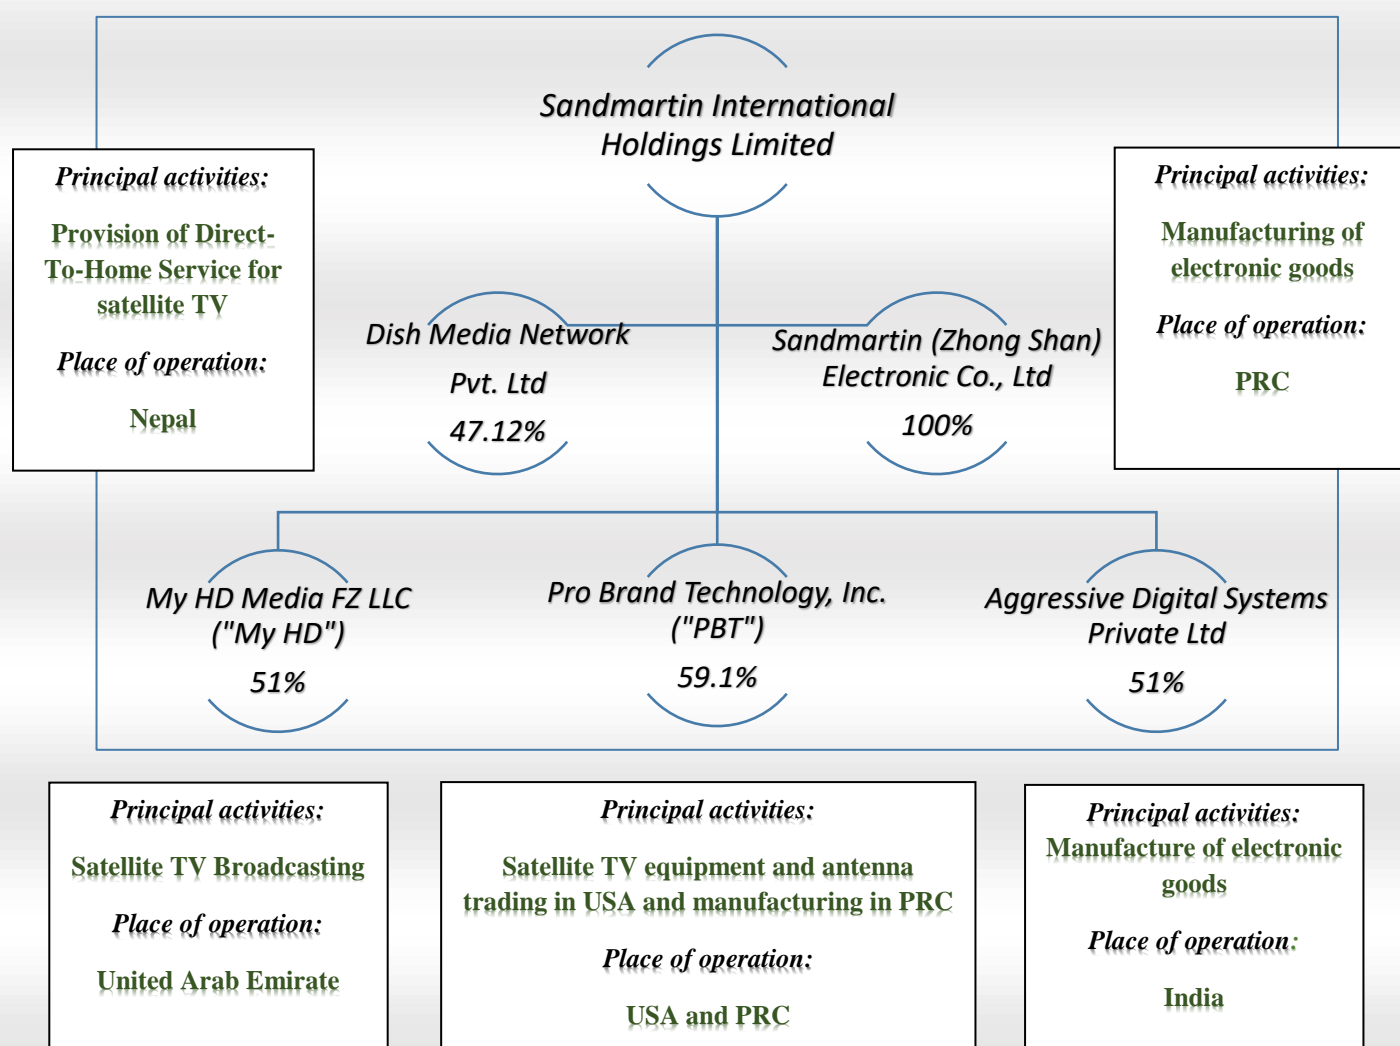 Sandmartin International
Holdings Limited
Principal activities:
Provision of Direct-
To-Home Service for
satellite TV
Place of operation:
Nepal
Dish Media Network
Pvt. Ltd
47.12%
Sandmartin (Zhong Shan)
Electronic Co., Ltd
100%
Principal activities:
Manufacturing of
electronic goods
Place of operation:
PRC
My HD Media FZ LLC
("My HD")
51%
Pro Brand Technology, Inc.
("PBT")
59.1%
Aggressive Digital Systems
Private Ltd
51%
Principal activities:
Satellite TV Broadcasting
Place of operation:
United Arab Emirate
Principal activities:
Satellite TV equipment and antenna
trading in USA and manufacturing in PRC
Place of operation:
USA and PRC
Principal activities:
Manufacture of electronic
goods
Place of operation:
India